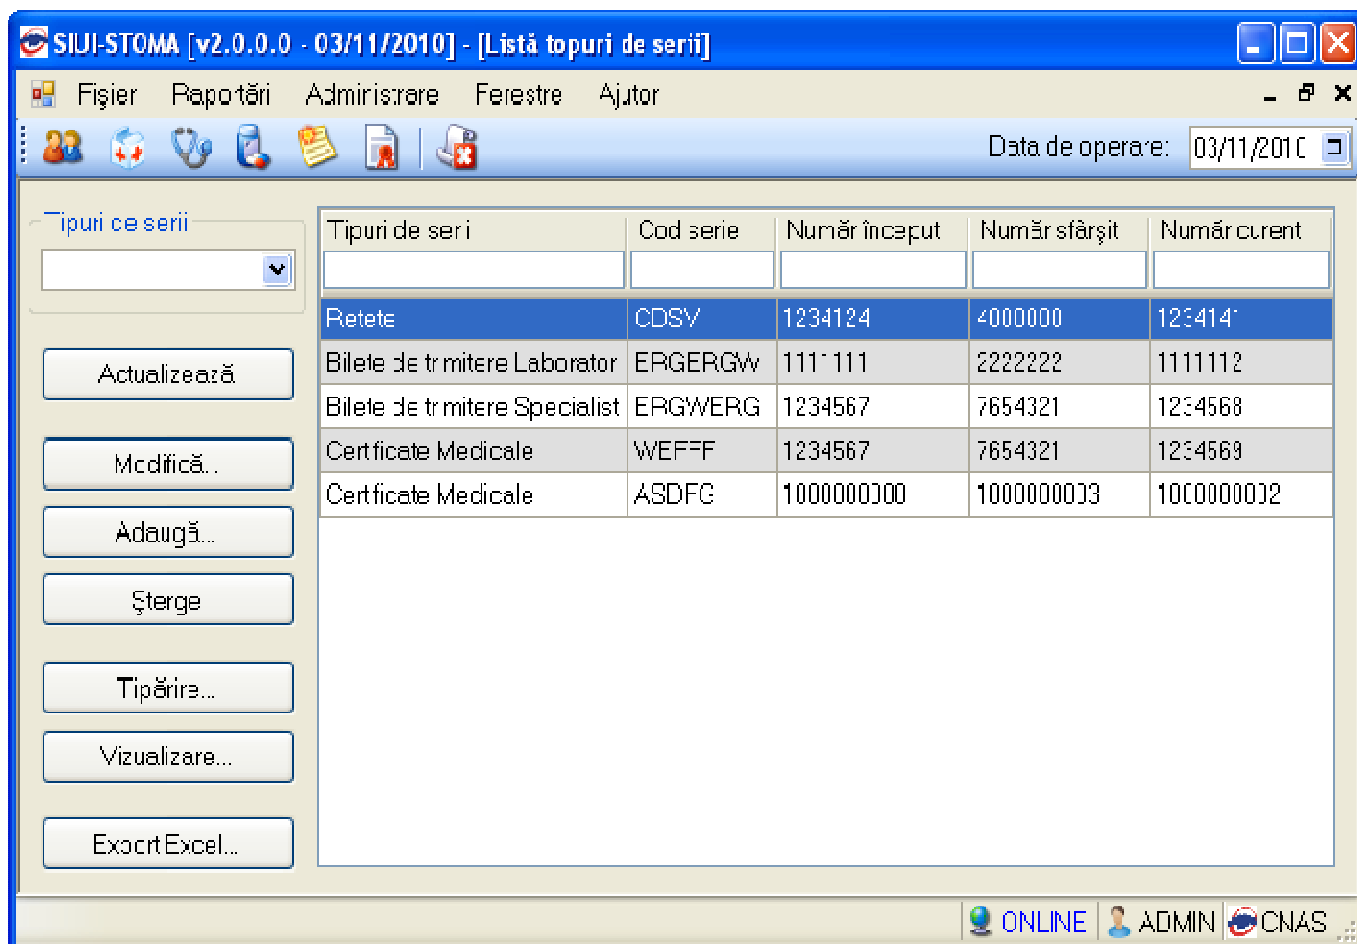 SIUI-STOMA [v2.0.0.0 - 03/11/2010] - [Listă topuri de serii]
Fişier Raportări Administrare Ferestre Ajutor
Data de operare: 03/11/2010
Tipuri de serii
Tipuri de serii Cod serie Număr început Număr sfârşit Număr curent
Retete CDSV 1234124 4000000 1234141
Bilete de trimitere Laborator ERGERGW 1111111 2222222 1111112
Bilete de trimitere Specialist ERGWERG 1234567 7654321 1234568
Certificate Medicale WEFFF 1234567 7654321 1234569
Certificate Medicale ASDFG 1000000000 1000000003 1000000002
Actualizează
Modifică...
Adaugă...
Şterge
Tipărire...
Vizualizare...
Export Excel...
ONLINE ADMIN CNAS